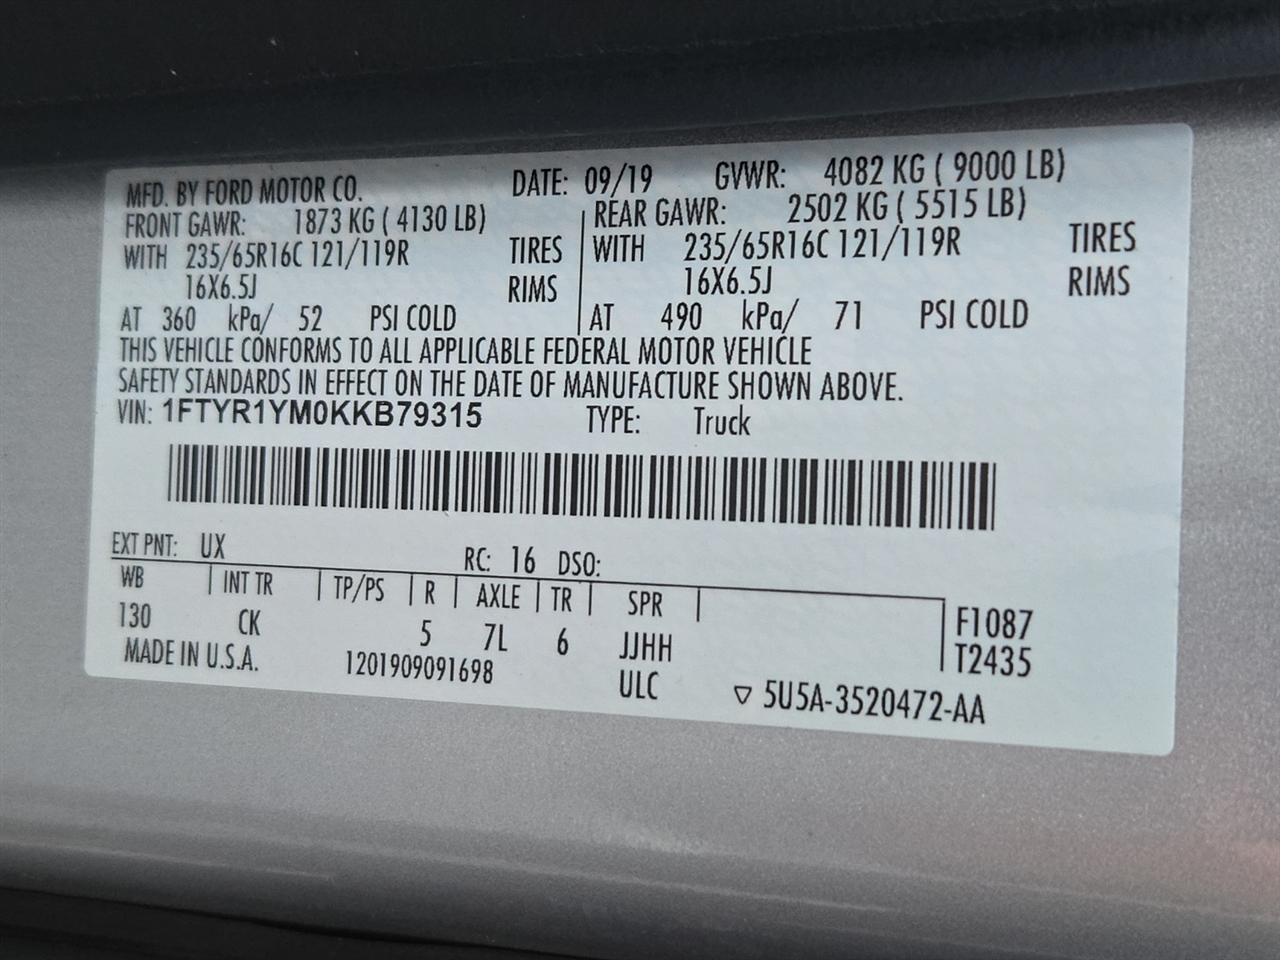 MFD. BY FORD MOTOR CO. DATE: 09/19 GVWR: 4082 KG ( 9000 LB)
FRONT GAWR: 1873 KG ( 4130 LB) REAR GAWR: 2502 KG ( 5515 LB)
WITH 235/65R16C 121/119R TIRES WITH 235/65R16C 121/119R TIRES
16X6.5J RIMS 16X6.5J RIMS
AT 360 kPa/ 52 PSI COLD AT 490 kPa/ 71 PSI COLD
THIS VEHICLE CONFORMS TO ALL APPLICABLE FEDERAL MOTOR VEHICLE
SAFETY STANDARDS IN EFFECT ON THE DATE OF MANUFACTURE SHOWN ABOVE.
VIN: 1FTYR1YM0KKB79315 TYPE: Truck
EXT PNT: UX RC: 16 DSO:
WB INT TR TP/PS R AXLE TR SPR F1087
130 CK 5 7L 6 JJHH T2435
MADE IN U.S.A. 1201909091698 ULC ▽ 5U5A-3520472-AA